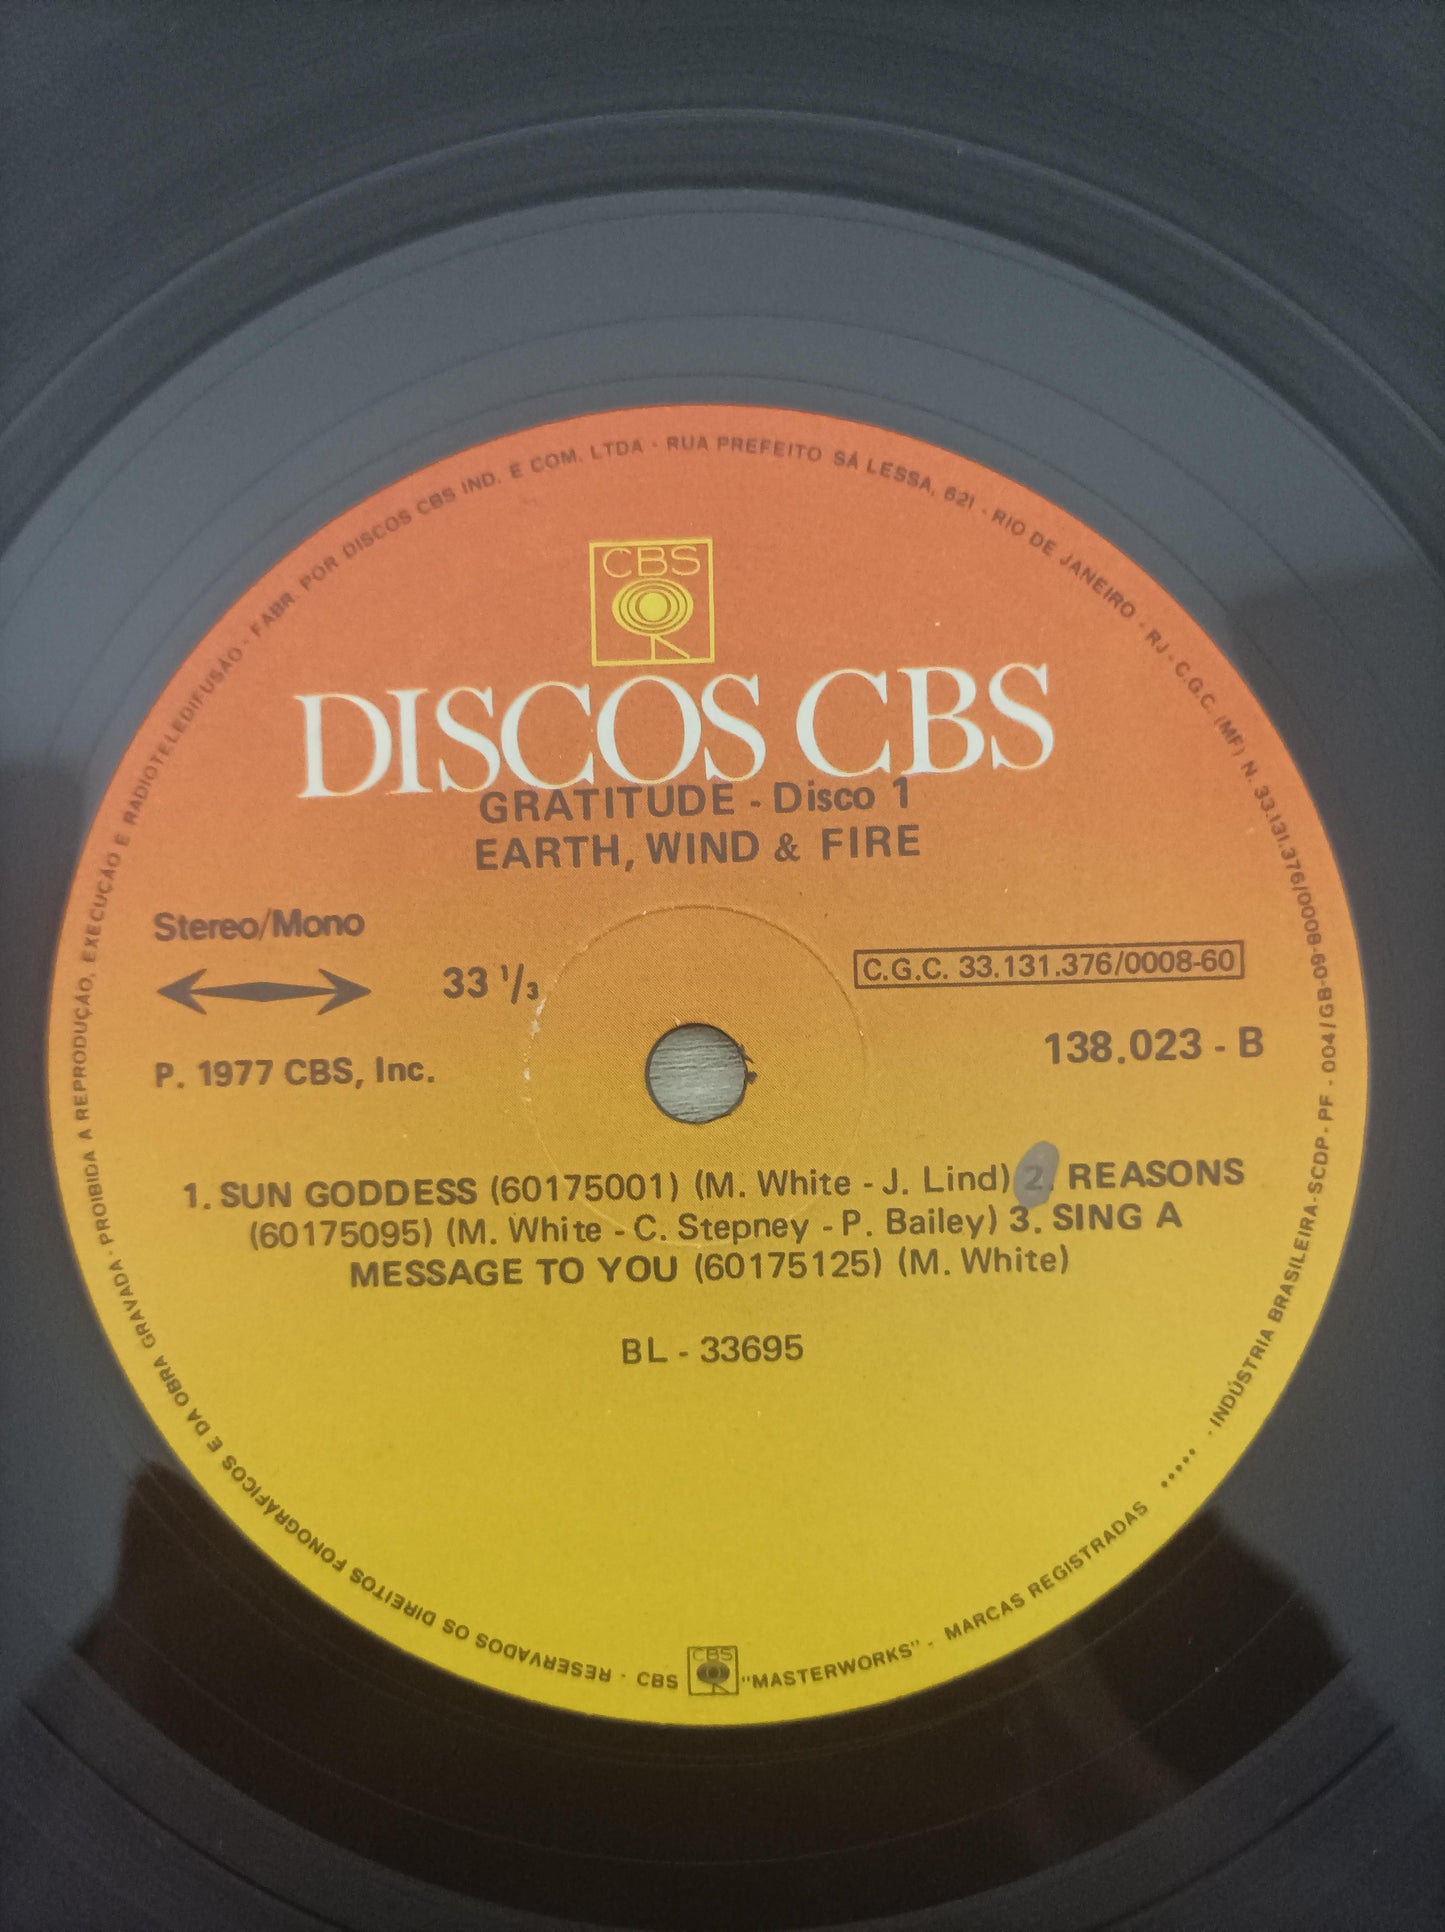 CBS
DISCOS CBS
GRATITUDE - Disco 1
EARTH, WIND & FIRE
Stereo/Mono
33 1/3
C.G.C. 33.131.376/0008-60
P. 1977 CBS, Inc.
138.023 - B
1. SUN GODDESS (60175001) (M. White - J. Lind) 2. REASONS
(60175095) (M. White - C. Stepney - P. Bailey) 3. SING A
MESSAGE TO YOU (60175125) (M. White)
BL - 33695
RESERVADOS OS DIREITOS FONOGRÁFICOS E DA OBRA GRAVADA · PROIBIDA A REPRODUÇÃO, EXECUÇÃO E RADIOTELEDIFUSÃO · FABR. POR DISCOS CBS IND. E COM. LTDA · RUA PREFEITO SÁ LESSA, 621 · RIO DE JANEIRO · RJ · C.G.C. (MF) N. 33.131.376/0008-60/GB-09-B000/004 PF - SCDP - INDÚSTRIA BRASILEIRA · .....
CBS CBS "MASTERWORKS" · MARCAS REGISTRADAS